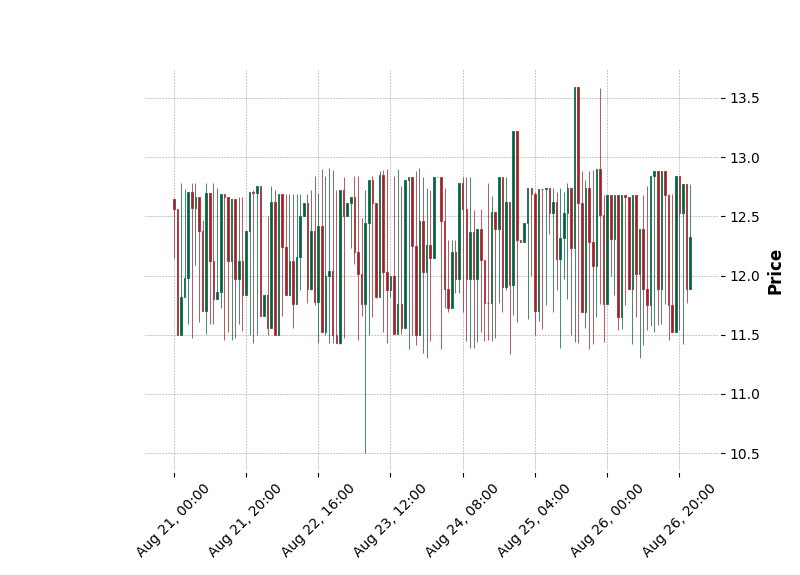 13.5
13.0
12.5
12.0
11.5
11.0
10.5
Price
Aug 21, 00:00
Aug 21, 20:00
Aug 22, 16:00
Aug 23, 12:00
Aug 24, 08:00
Aug 25, 04:00
Aug 26, 00:00
Aug 26, 20:00